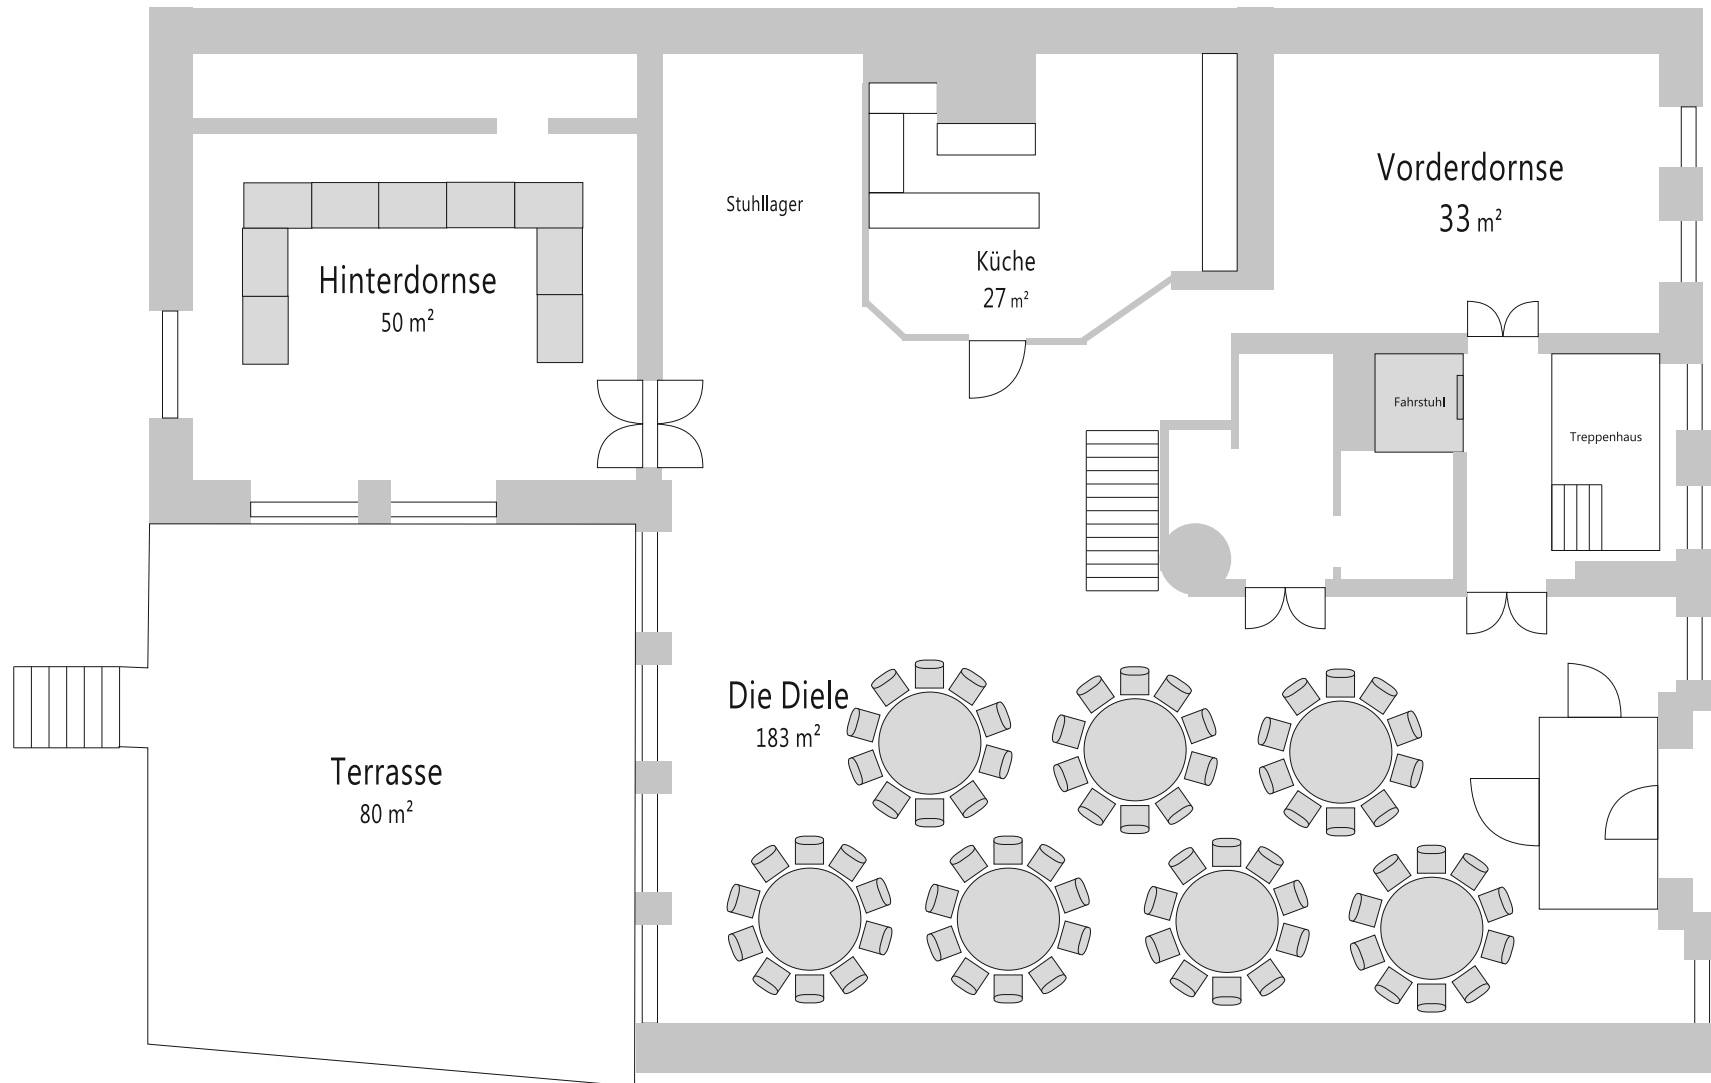 Vorderdornse
33 m²
Stuhllager
Küche
27 m²
Hinterdornse
50 m²
Fahrstuhl
Treppenhaus
Die Diele
183 m²
Terrasse
80 m²